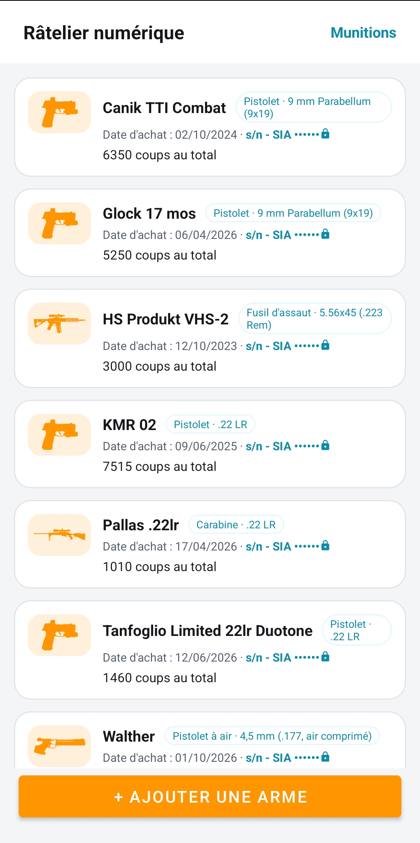 Râtelier numérique
Munitions
Canik TTI Combat
Pistolet · 9 mm Parabellum
(9x19)
Date d'achat : 02/10/2024 · s/n - SIA ••••••
6350 coups au total
Glock 17 mos
Pistolet · 9 mm Parabellum (9x19)
Date d'achat : 06/04/2026 · s/n - SIA ••••••
5250 coups au total
HS Produkt VHS-2
Fusil d'assaut · 5.56x45 (.223
Rem)
Date d'achat : 12/10/2023 · s/n - SIA ••••••
3000 coups au total
KMR 02
Pistolet · .22 LR
Date d'achat : 09/06/2025 · s/n - SIA ••••••
7515 coups au total
Pallas .22lr
Carabine · .22 LR
Date d'achat : 17/04/2026 · s/n - SIA ••••••
1010 coups au total
Tanfoglio Limited 22lr Duotone
Pistolet ·
.22 LR
Date d'achat : 12/06/2026 · s/n - SIA ••••••
1460 coups au total
Walther
Pistolet à air · 4,5 mm (.177, air comprimé)
Date d'achat : 01/10/2026 · s/n - SIA ••••••
+ AJOUTER UNE ARME